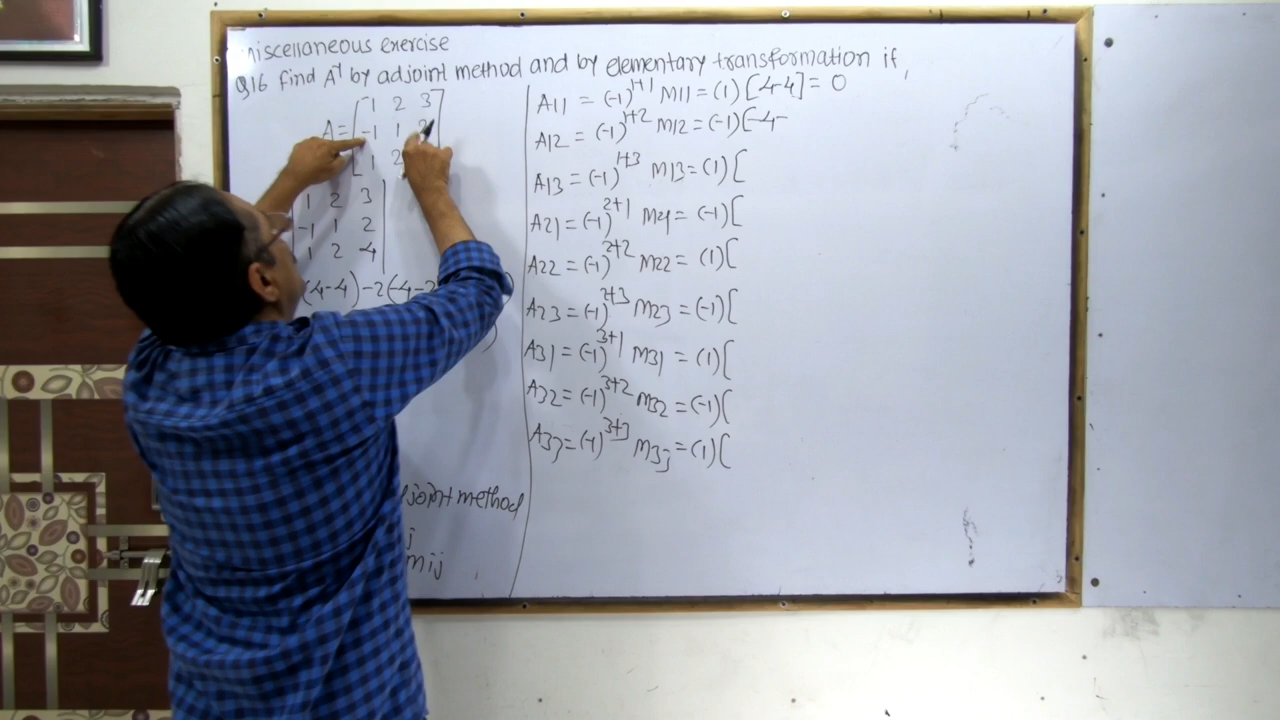 miscellaneous exercise
Q16 find A⁻¹ by adjoint method and by elementary transformation if,
A = [ 1 2 3
-1 1
1 2
1 2 3
-1 1 2
1 2 4
(4-4)-2(-4-2
joint method
j
mij
A11 = (-1)^1+1 M11 = (1) [4-4] = 0
A12 = (-1)^1+2 M12 = (-1)[-4-
A13 = (-1)^1+3 M13 = (1)[
A21 = (-1)^2+1 M21 = (-1)[
A22 = (-1)^2+2 M22 = (1)[
A23 = (-1)^2+3 M23 = (-1)[
A31 = (-1)^3+1 M31 = (1)[
A32 = (-1)^3+2 M32 = (-1)[
A33 = (-1)^3+3 M33 = (1)[